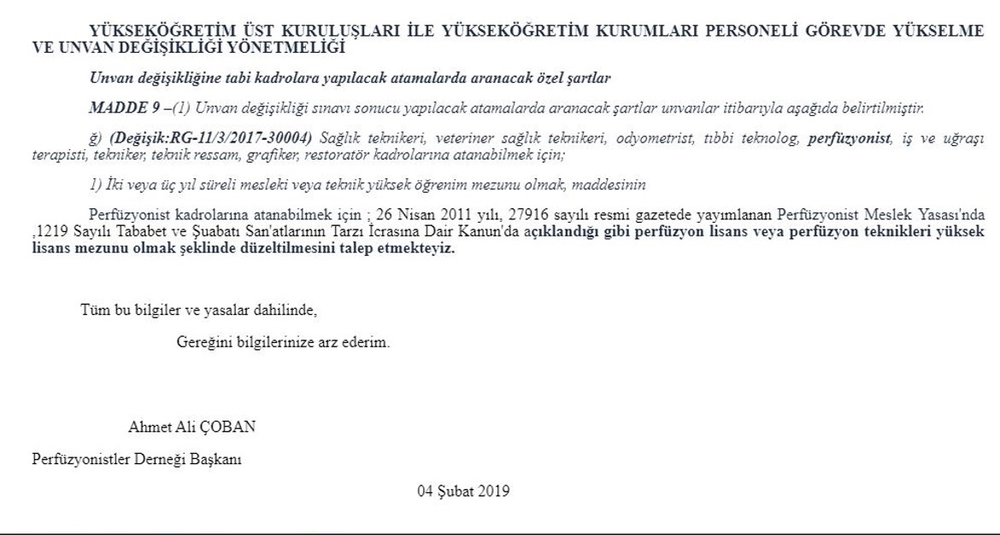 YÜKSEKÖĞRETİM ÜST KURULUŞLARI İLE YÜKSEKÖĞRETİM KURUMLARI PERSONELİ GÖREVDE YÜKSELME
VE UNVAN DEĞİŞİKLİĞİ YÖNETMELİĞİ
Unvan değişikliğine tabi kadrolara yapılacak atamalarda aranacak özel şartlar
MADDE 9 –(1) Unvan değişikliği sınavı sonucu yapılacak atamalarda aranacak şartlar unvanlar itibarıyla aşağıda belirtilmiştir.
ğ) (Değişik:RG-11/3/2017-30004) Sağlık teknikeri, veteriner sağlık teknikeri, odyometrist, tıbbi teknolog, perfüzyonist, iş ve uğraşı
terapisti, tekniker, teknik ressam, grafiker, restoratör kadrolarına atanabilmek için;
1) İki veya üç yıl süreli mesleki veya teknik yüksek öğrenim mezunu olmak, maddesinin
Perfüzyonist kadrolarına atanabilmek için ; 26 Nisan 2011 yılı, 27916 sayılı resmi gazetede yayımlanan Perfüzyonist Meslek Yasası'nda
,1219 Sayılı Tababet ve Şuabatı San'atlarının Tarzı İcrasına Dair Kanun'da açıklandığı gibi perfüzyon lisans veya perfüzyon teknikleri yüksek
lisans mezunu olmak şeklinde düzeltilmesini talep etmekteyiz.
Tüm bu bilgiler ve yasalar dahilinde,
Gereğini bilgilerinize arz ederim.
Ahmet Ali ÇOBAN
Perfüzyonistler Derneği Başkanı
04 Şubat 2019